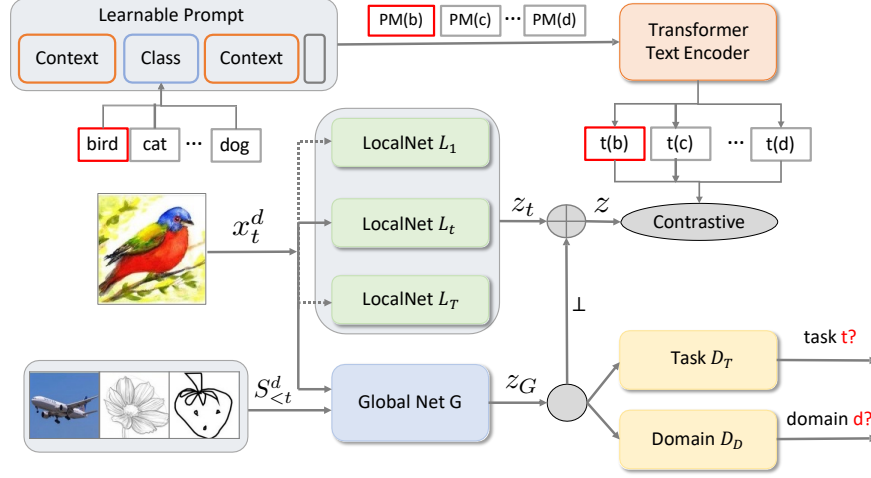 Learnable Prompt
Context Class Context
PM(b) PM(c) ··· PM(d)
Transformer
Text Encoder
bird cat ··· dog
t(b) t(c) ··· t(d)
LocalNet L₁
LocalNet Lₜ
LocalNet L_T
x_t^d
z_t
z
Contrastive
⊥
S_{<t}^d
Global Net G
z_G
Task D_T
task t?
Domain D_D
domain d?